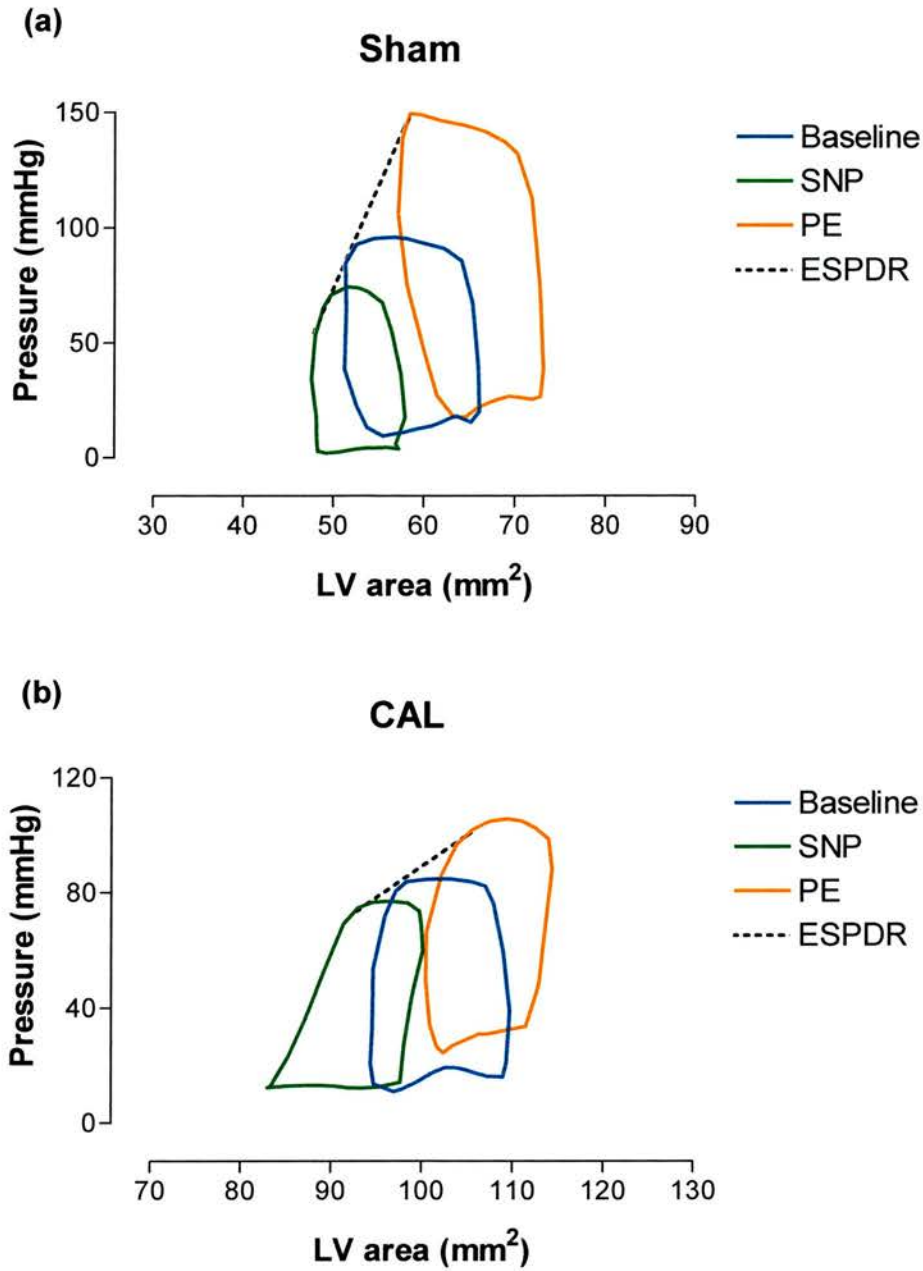 (a)
Sham
Pressure (mmHg)
150
100
50
0
30 40 50 60 70 80 90
LV area (mm²)
Baseline
SNP
PE
ESPDR
(b)
CAL
Pressure (mmHg)
120
80
40
0
70 80 90 100 110 120 130
LV area (mm²)
Baseline
SNP
PE
ESPDR